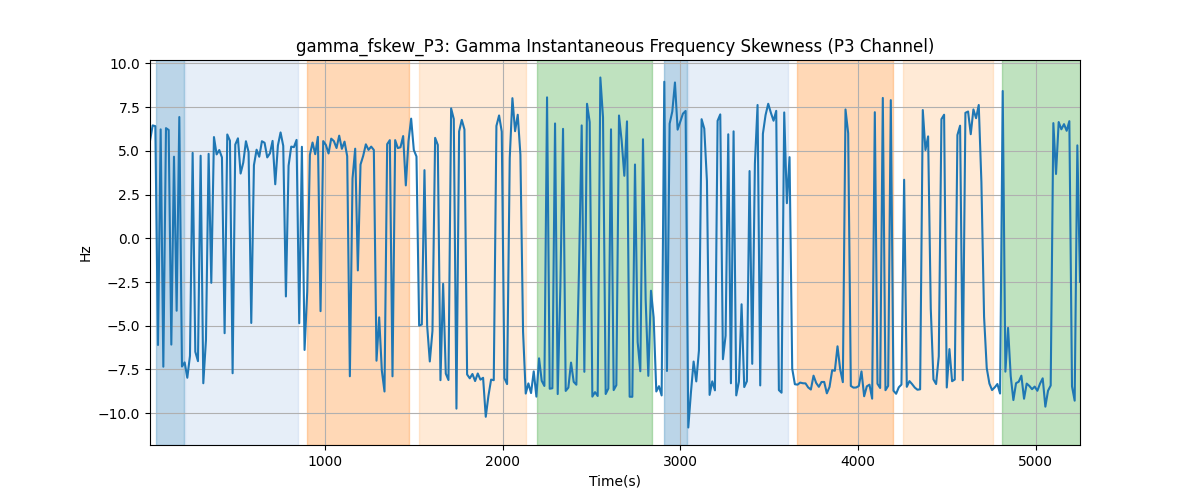 gamma_fskew_P3: Gamma Instantaneous Frequency Skewness (P3 Channel)
10.0
7.5
5.0
2.5
0.0
−2.5
−5.0
−7.5
−10.0
Hz
1000 2000 3000 4000 5000
Time(s)